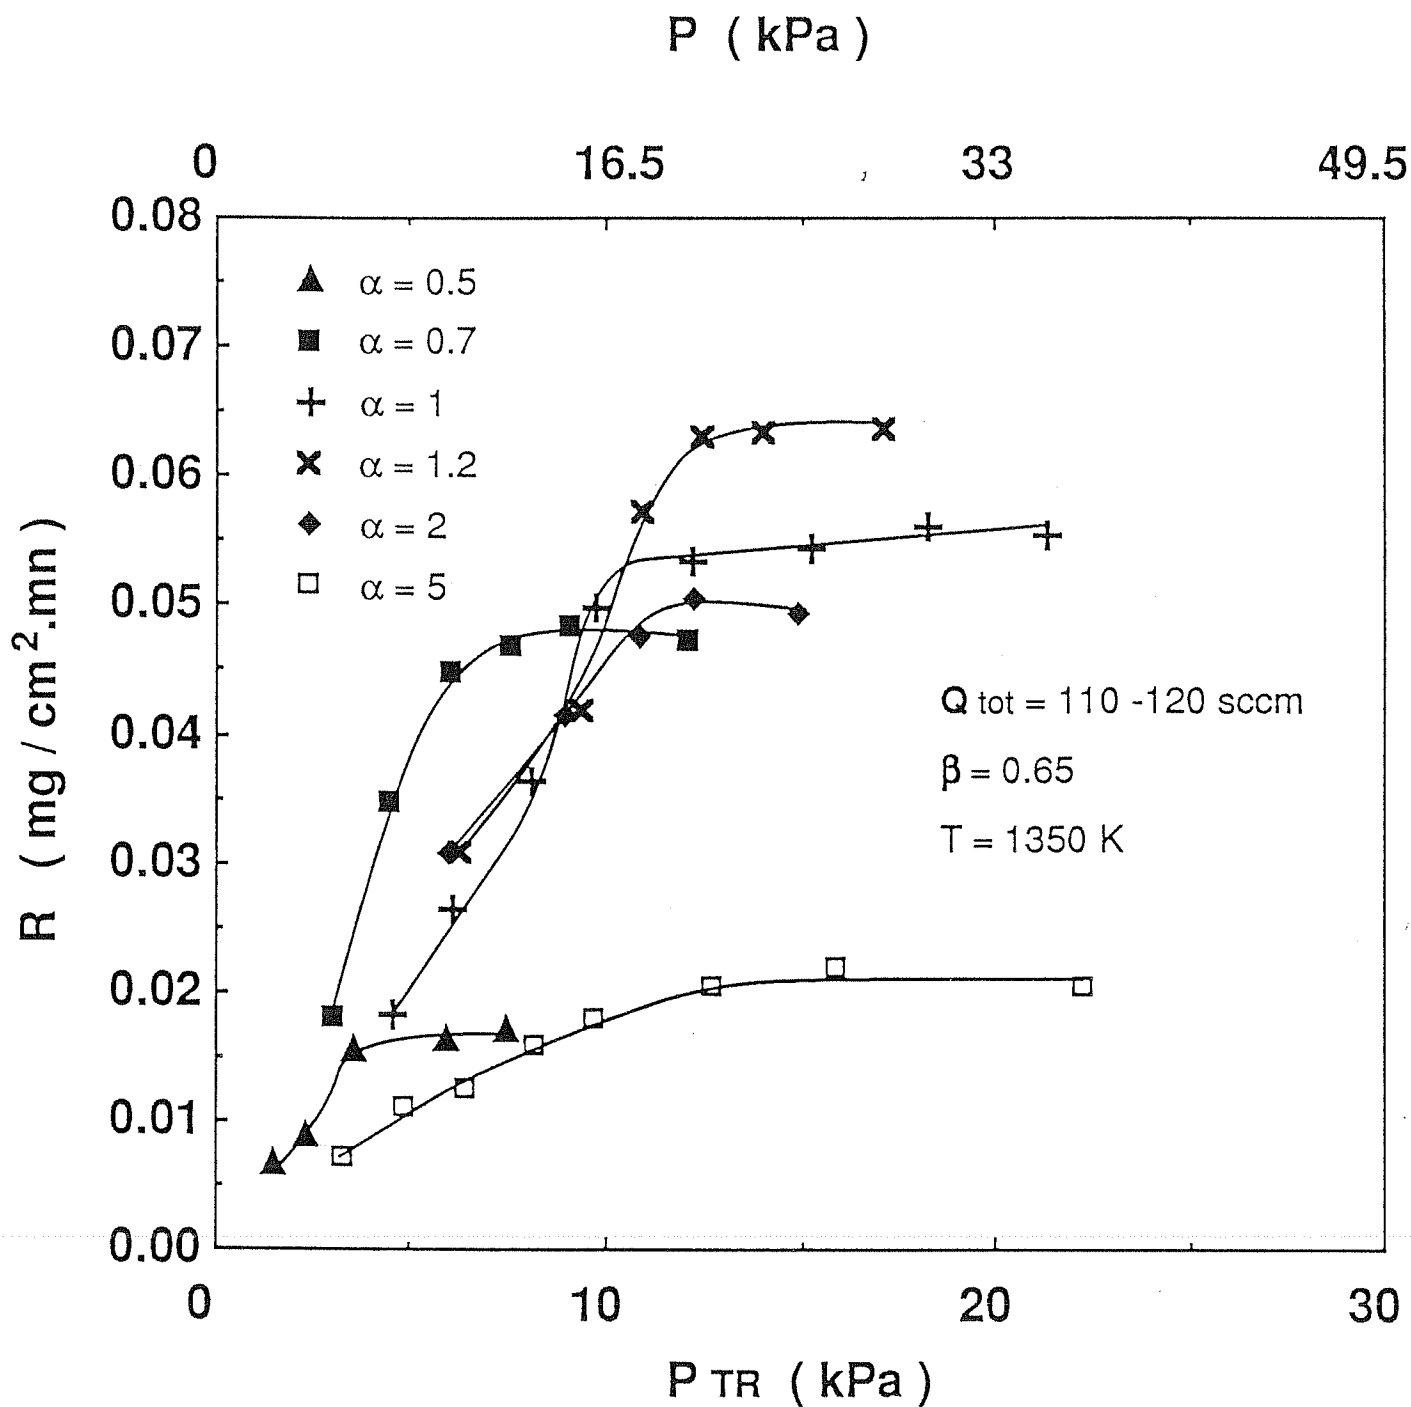 P ( kPa )
0 16.5 33 49.5
0.08
0.07
0.06
0.05
0.04
0.03
0.02
0.01
0.00
α = 0.5
α = 0.7
α = 1
α = 1.2
α = 2
α = 5
Q tot = 110 -120 sccm
β = 0.65
T = 1350 K
R ( mg / cm².mn )
0 10 20 30
P TR ( kPa )